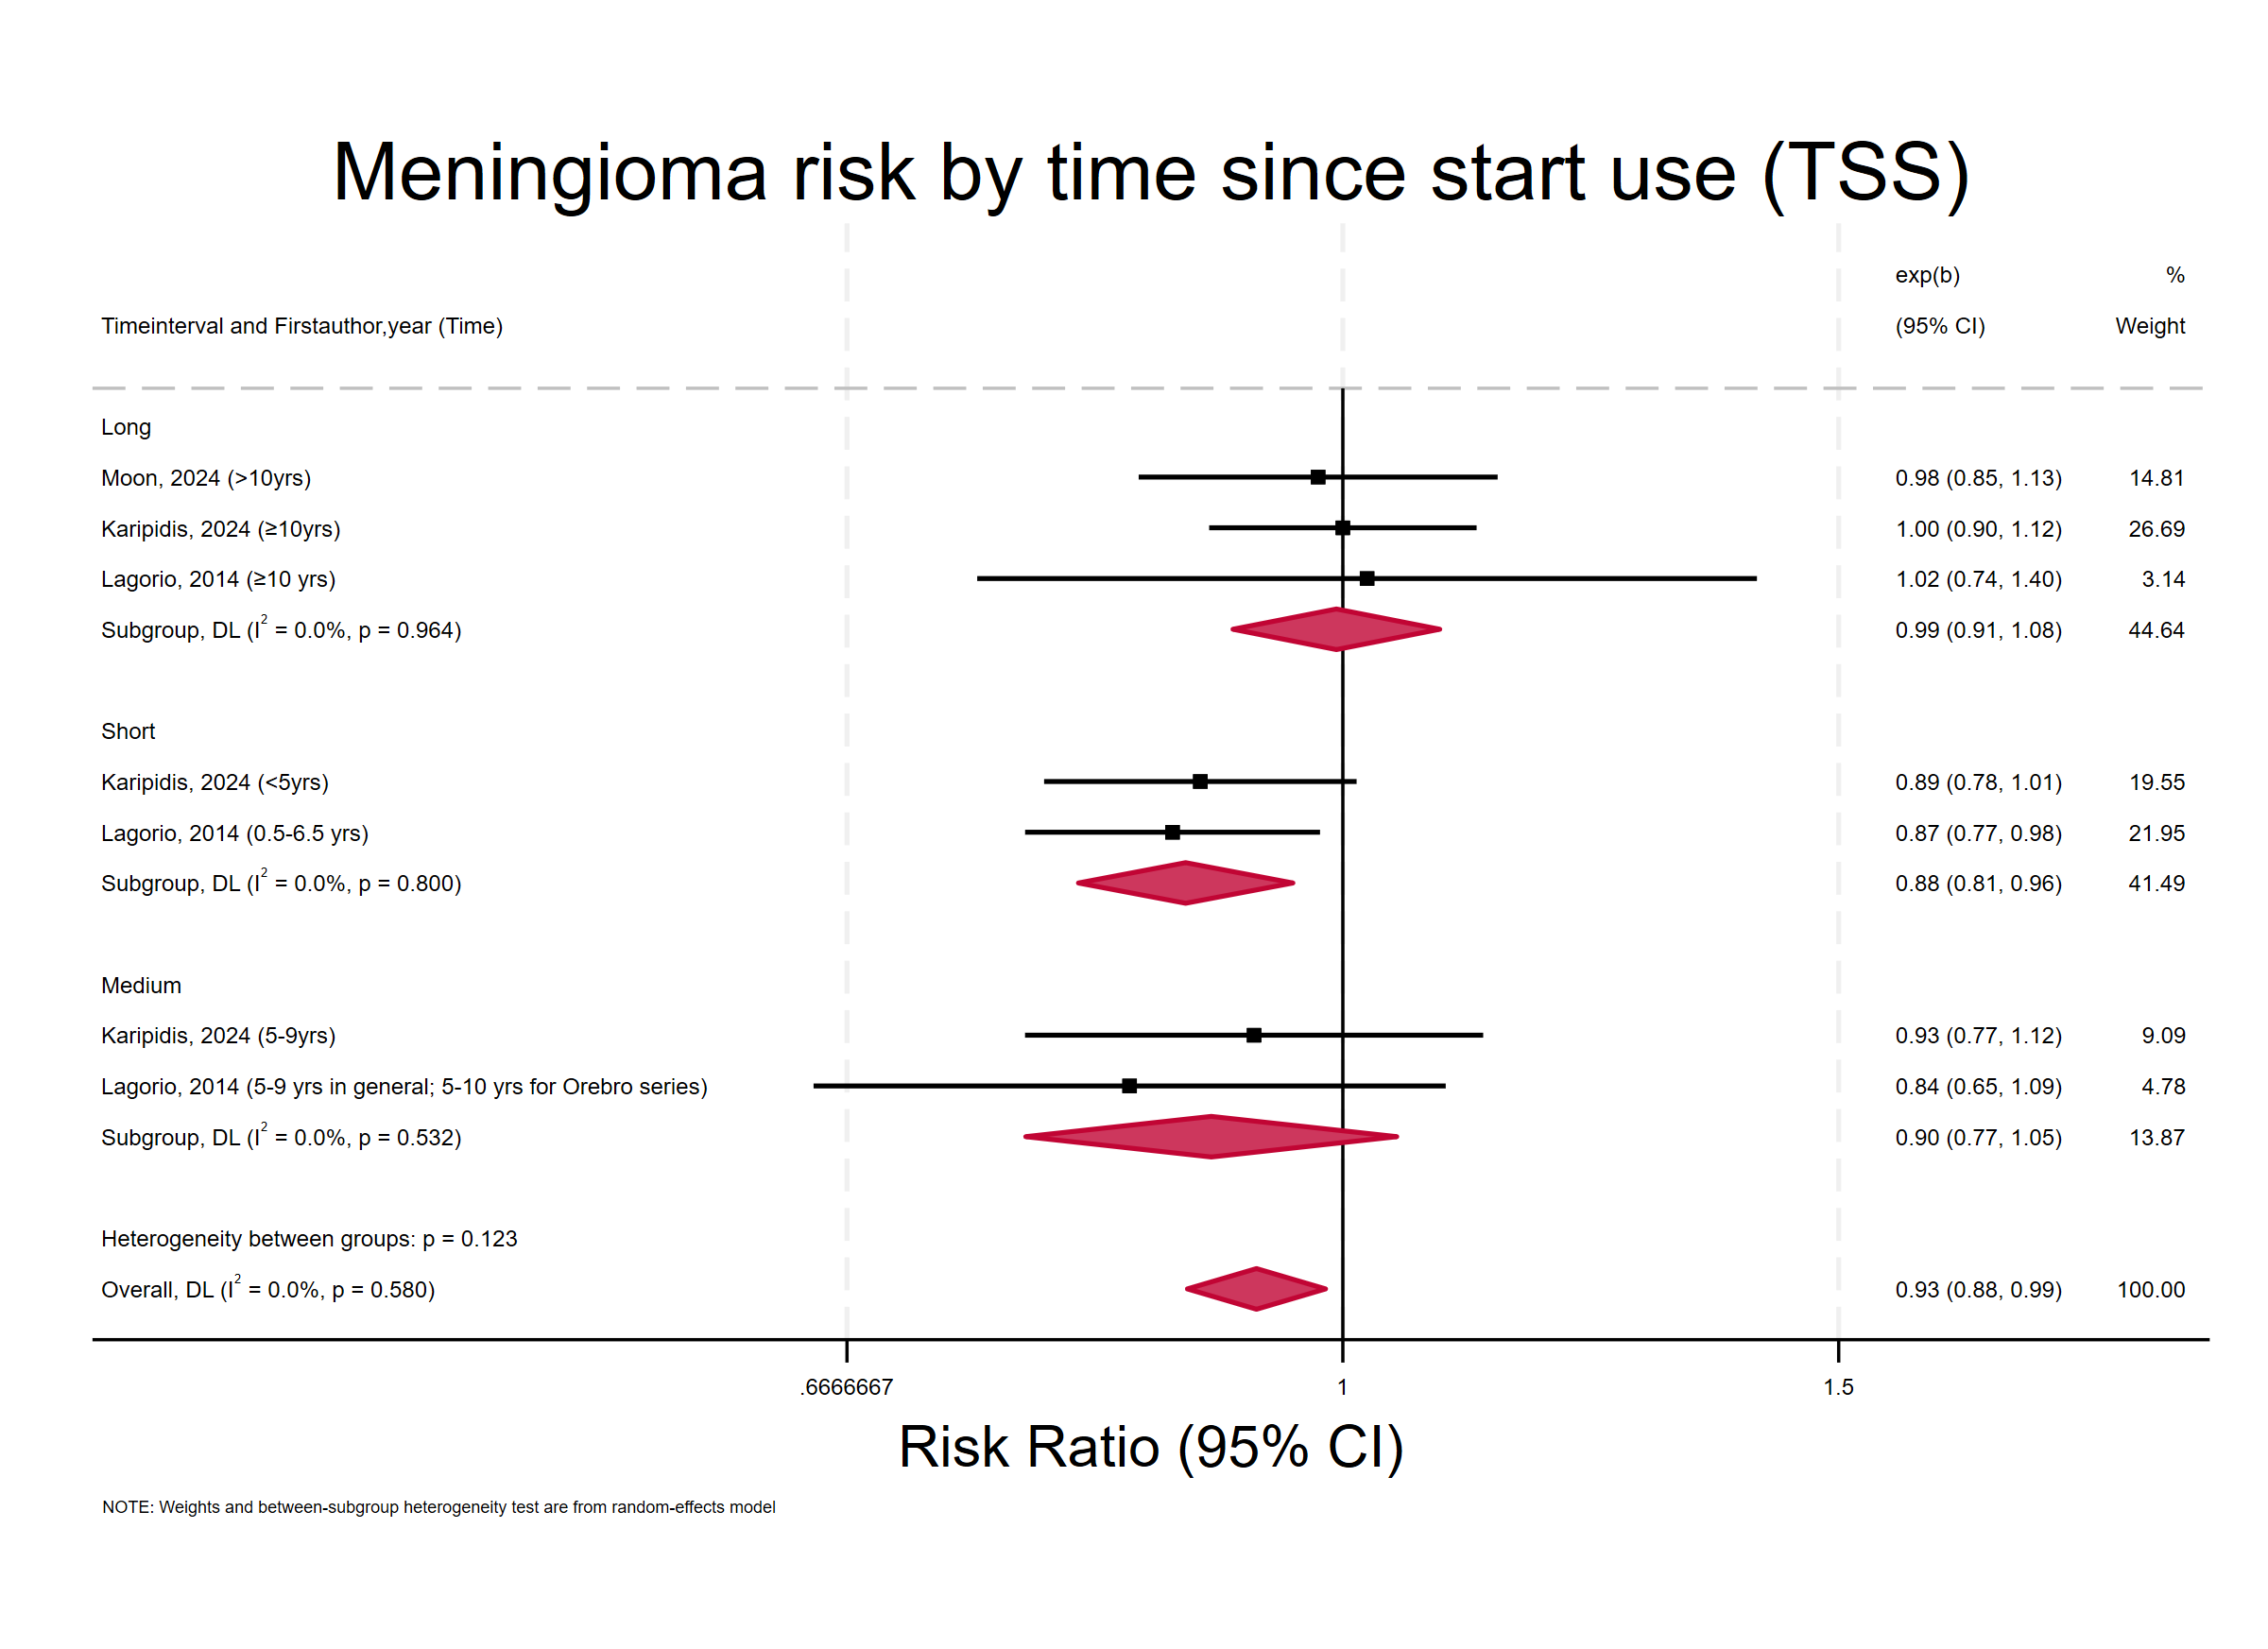 Meningioma risk by time since start use (TSS)
exp(b) %
Timeinterval and Firstauthor,year (Time) (95% CI) Weight
Long
Moon, 2024 (>10yrs) 0.98 (0.85, 1.13) 14.81
Karipidis, 2024 (≥10yrs) 1.00 (0.90, 1.12) 26.69
Lagorio, 2014 (≥10 yrs) 1.02 (0.74, 1.40) 3.14
Subgroup, DL (I² = 0.0%, p = 0.964) 0.99 (0.91, 1.08) 44.64
Short
Karipidis, 2024 (<5yrs) 0.89 (0.78, 1.01) 19.55
Lagorio, 2014 (0.5-6.5 yrs) 0.87 (0.77, 0.98) 21.95
Subgroup, DL (I² = 0.0%, p = 0.800) 0.88 (0.81, 0.96) 41.49
Medium
Karipidis, 2024 (5-9yrs) 0.93 (0.77, 1.12) 9.09
Lagorio, 2014 (5-9 yrs in general; 5-10 yrs for Orebro series) 0.84 (0.65, 1.09) 4.78
Subgroup, DL (I² = 0.0%, p = 0.532) 0.90 (0.77, 1.05) 13.87
Heterogeneity between groups: p = 0.123
Overall, DL (I² = 0.0%, p = 0.580) 0.93 (0.88, 0.99) 100.00
.6666667 1 1.5
Risk Ratio (95% CI)
NOTE: Weights and between-subgroup heterogeneity test are from random-effects model